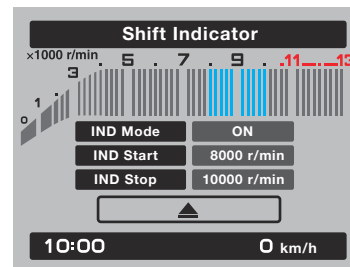 Shift Indicator
×1000 r/min
0 1 . 3 . 5 . 7 . 9 . 11 . 13
IND Mode ON
IND Start 8000 r/min
IND Stop 10000 r/min
10:00 0 km/h